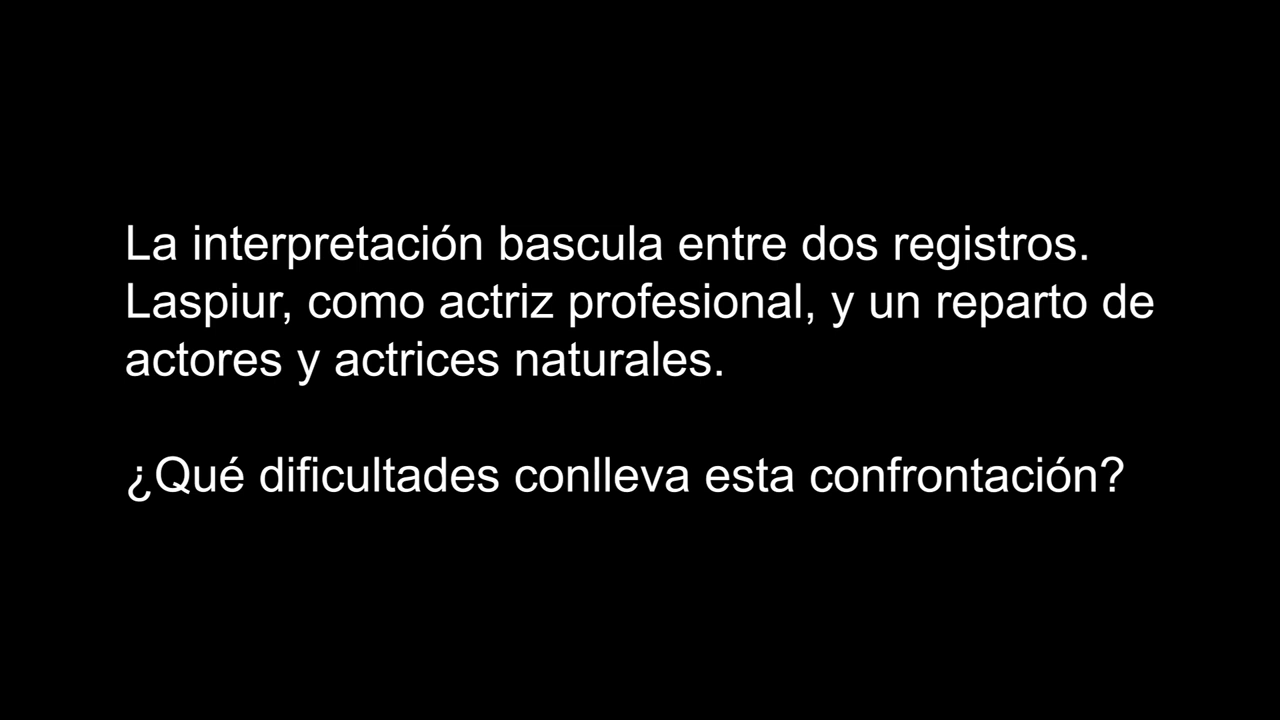 La interpretación bascula entre dos registros.
Laspiur, como actriz profesional, y un reparto de
actores y actrices naturales.
¿Qué dificultades conlleva esta confrontación?